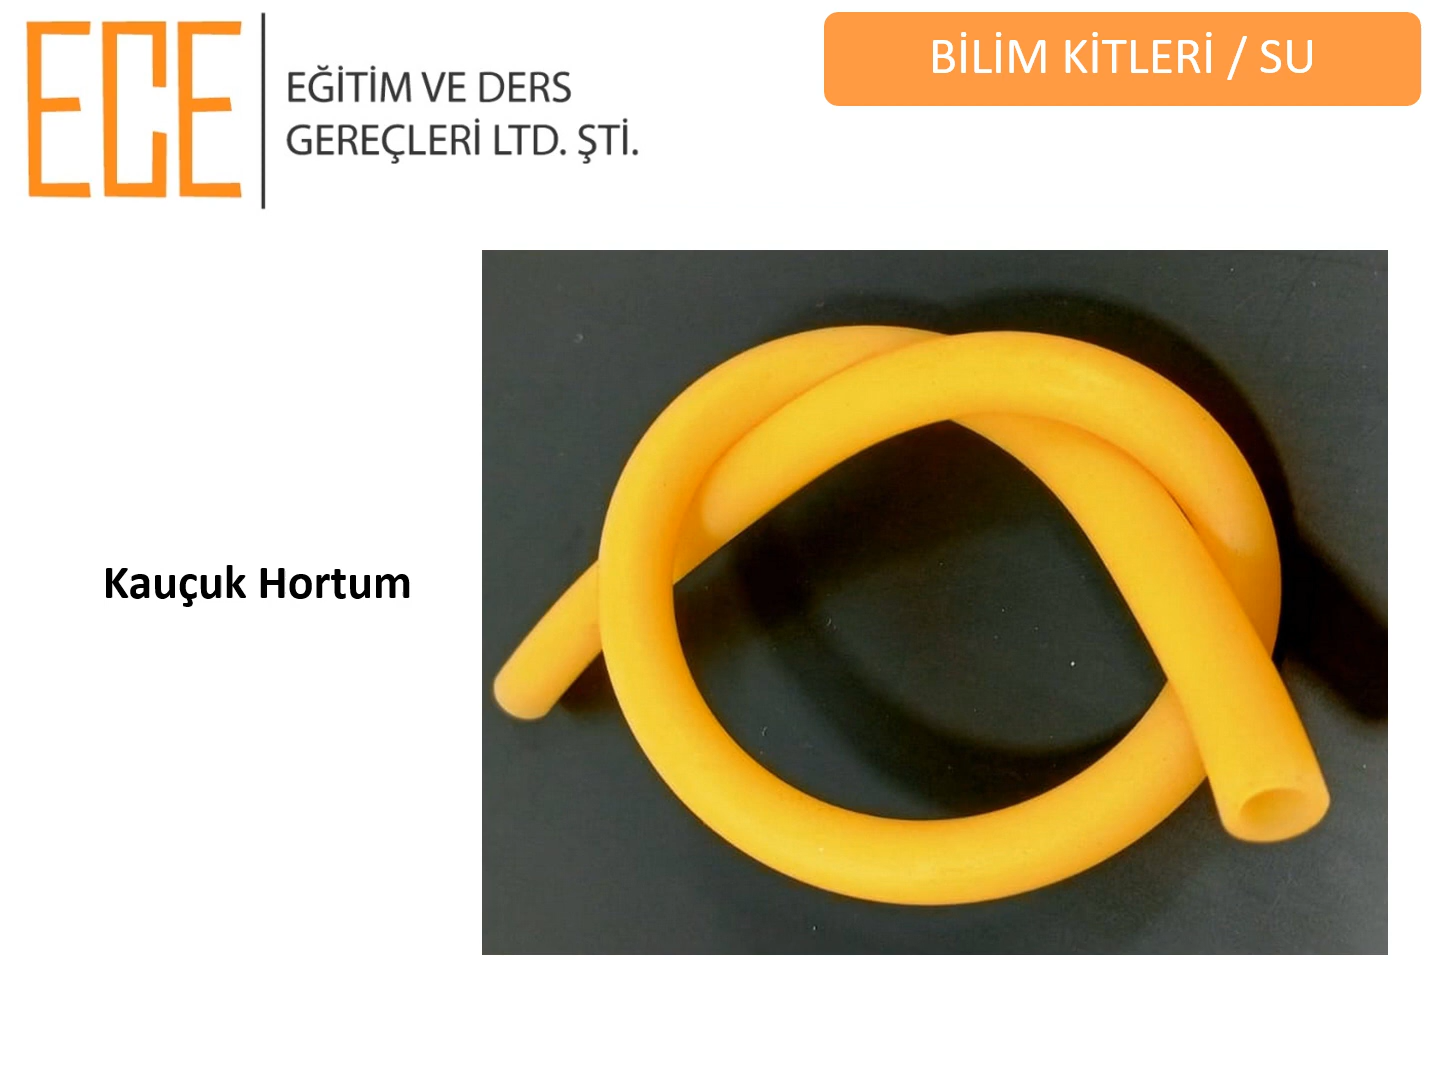 ECE
EĞİTİM VE DERS
GEREÇLERİ LTD. ŞTİ.
BİLİM KİTLERİ / SU
Kauçuk Hortum